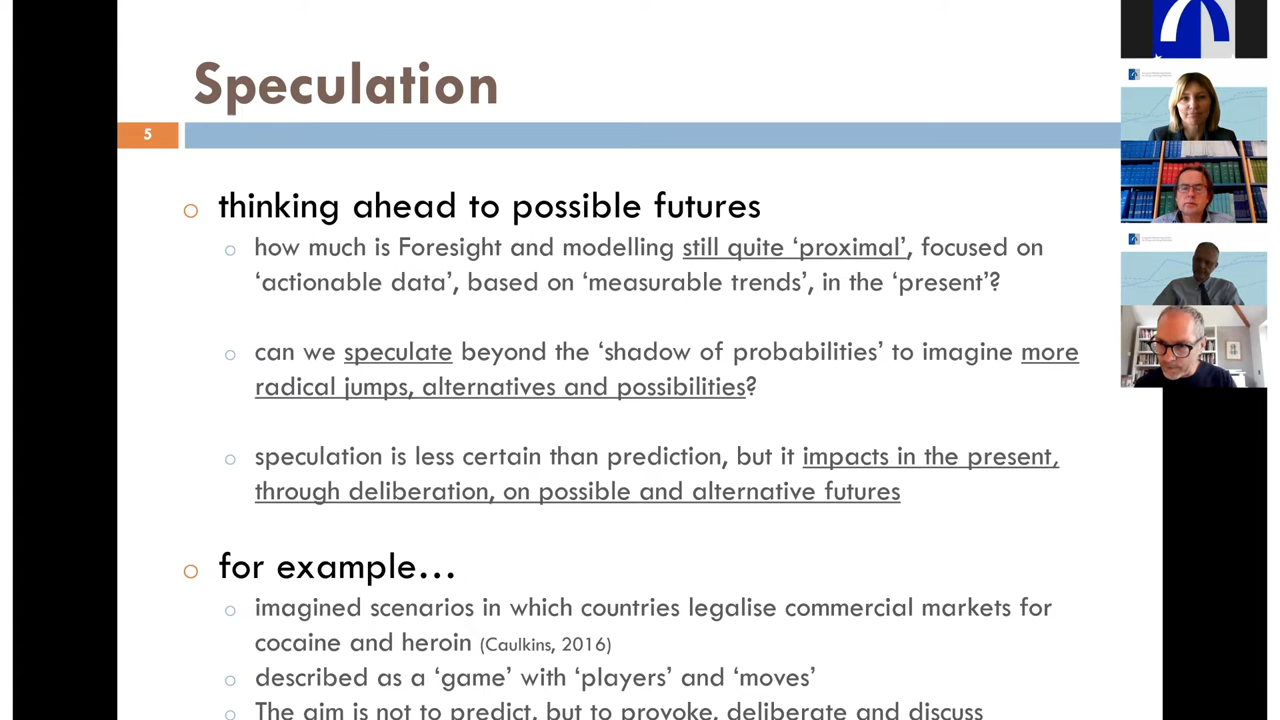 Speculation
5
thinking ahead to possible futures
how much is Foresight and modelling still quite ‘proximal’, focused on
‘actionable data’, based on ‘measurable trends’, in the ‘present’?
can we speculate beyond the ‘shadow of probabilities’ to imagine more
radical jumps, alternatives and possibilities?
speculation is less certain than prediction, but it impacts in the present,
through deliberation, on possible and alternative futures
for example…
imagined scenarios in which countries legalise commercial markets for
cocaine and heroin (Caulkins, 2016)
described as a ‘game’ with ‘players’ and ‘moves’
The aim is not to predict, but to provoke, deliberate and discuss